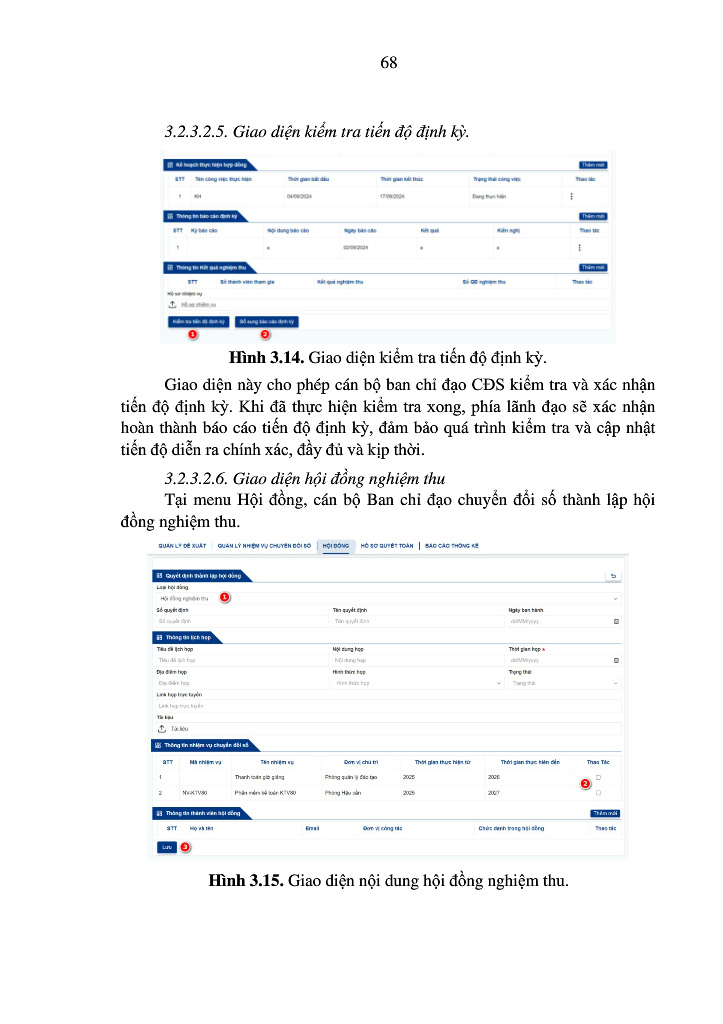 68
3.2.3.2.5. Giao diện kiểm tra tiến độ định kỳ.
Kế hoạch thực hiện hợp đồng
Thêm mới
STT Tên công việc thực hiện Thời gian bắt đầu Thời gian kết thúc Trạng thái công việc Thao tác
1 KH 04/09/2024 17/09/2024 Đang thực hiện
Thông tin báo cáo định kỳ
Thêm mới
STT Kỳ báo cáo Nội dung báo cáo Ngày báo cáo Kết quả Kiến nghị Thao tác
1 a 02/09/2024 a a
Thông tin Kết quả nghiệm thu
Thêm mới
STT Số thành viên tham gia Kết quả nghiệm thu Số QĐ nghiệm thu Thao tác
Hồ sơ nhiệm vụ
Hồ sơ nhiệm vụ
Kiểm tra tiến độ định kỳ Bổ sung báo cáo định kỳ
1 2
Hình 3.14. Giao diện kiểm tra tiến độ định kỳ.
Giao diện này cho phép cán bộ ban chỉ đạo CĐS kiểm tra và xác nhận
tiến độ định kỳ. Khi đã thực hiện kiểm tra xong, phía lãnh đạo sẽ xác nhận
hoàn thành báo cáo tiến độ định kỳ, đảm bảo quá trình kiểm tra và cập nhật
tiến độ diễn ra chính xác, đầy đủ và kịp thời.
3.2.3.2.6. Giao diện hội đồng nghiệm thu
Tại menu Hội đồng, cán bộ Ban chỉ đạo chuyển đổi số thành lập hội
đồng nghiệm thu.
QUẢN LÝ ĐỀ XUẤT | QUẢN LÝ NHIỆM VỤ CHUYỂN ĐỔI SỐ | HỘI ĐỒNG | HỒ SƠ QUYẾT TOÁN | BÁO CÁO THỐNG KÊ
Quyết định thành lập hội đồng
Loại hội đồng
Hội đồng nghiệm thu 1
Số quyết định Tên quyết định Ngày ban hành
Số quyết định Tên quyết định dd/MM/yyyy
Thông tin lịch họp
Tiêu đề lịch họp Nội dung họp Thời gian họp *
Tiêu đề lịch họp Nội dung họp dd/MM/yyyy
Địa điểm họp Hình thức họp Trạng thái
Địa điểm họp Hình thức họp Trạng thái
Link họp trực tuyến
Link họp trực tuyến
Tài liệu
Tài liệu
Thông tin nhiệm vụ chuyển đổi số
STT Mã nhiệm vụ Tên nhiệm vụ Đơn vị chủ trì Thời gian thực hiện từ Thời gian thực hiện đến Thao Tác
1 Thanh toán giờ giảng Phòng quản lý đào tạo 2025 2026
2
2 NV-KTV80 Phần mềm kế toán KTV80 Phòng Hậu cần 2026 2027
Thông tin thành viên hội đồng
Thêm mới
STT Họ và tên Email Đơn vị công tác Chức danh trong hội đồng Thao tác
Lưu 3
Hình 3.15. Giao diện nội dung hội đồng nghiệm thu.